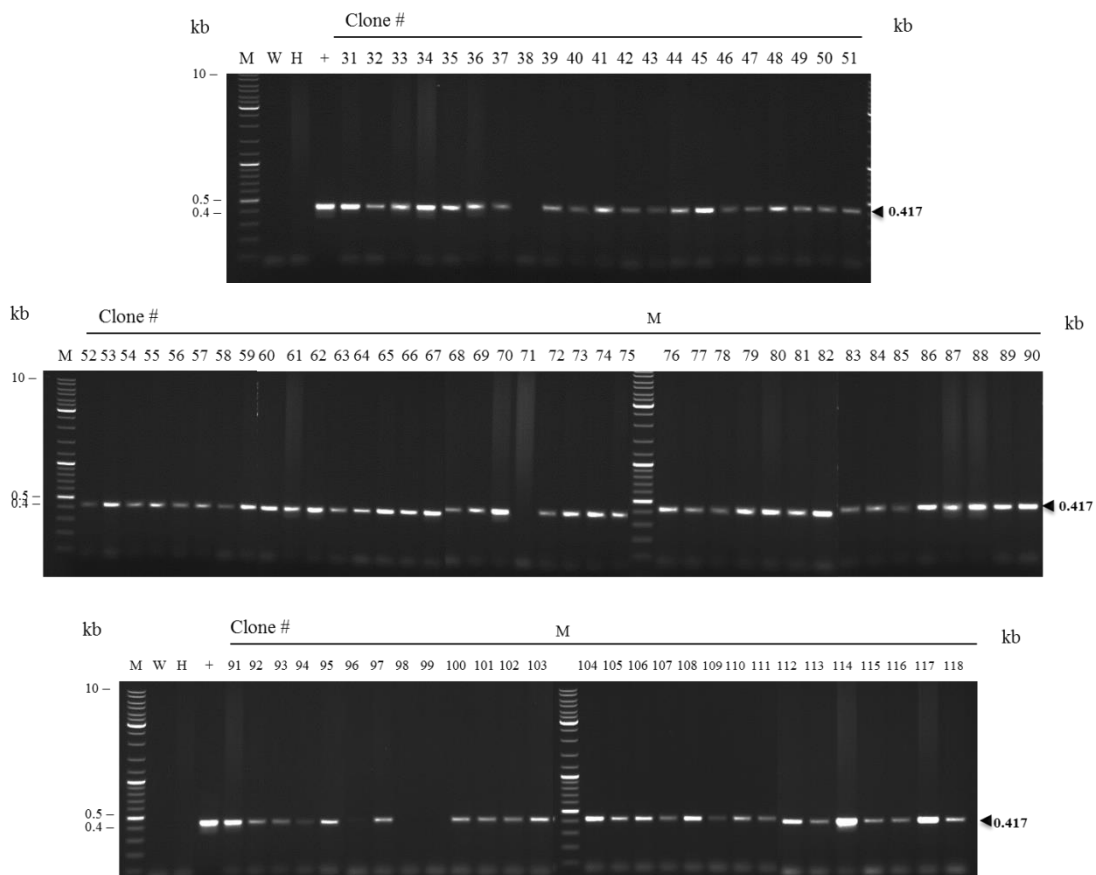 kb Clone # kb
M W H + 31 32 33 34 35 36 37 38 39 40 41 42 43 44 45 46 47 48 49 50 51
10 –
0.5 –
0.4 –
0.417
kb Clone # M kb
M 52 53 54 55 56 57 58 59 60 61 62 63 64 65 66 67 68 69 70 71 72 73 74 75 76 77 78 79 80 81 82 83 84 85 86 87 88 89 90
10 –
0.5 –
0.4 –
0.417
kb Clone # M kb
M W H + 91 92 93 94 95 96 97 98 99 100 101 102 103 104 105 106 107 108 109 110 111 112 113 114 115 116 117 118
10 –
0.5 –
0.4 –
0.417